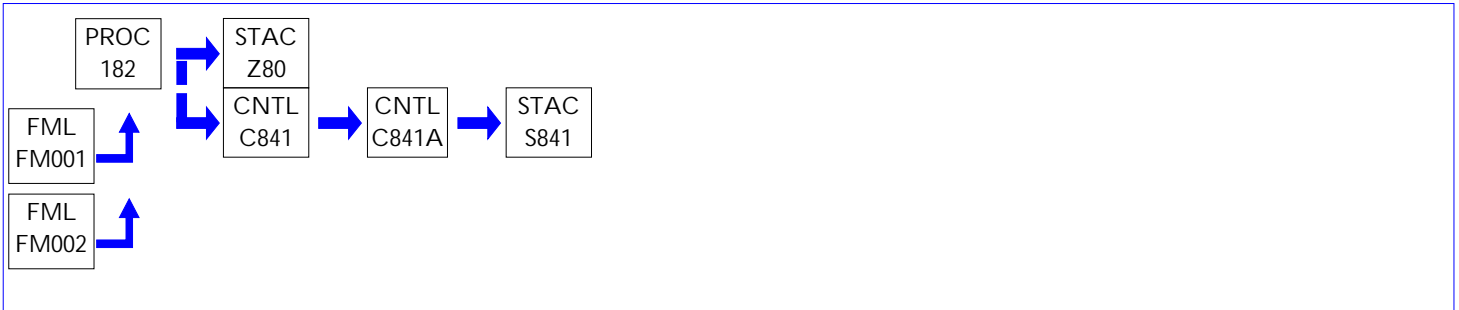 PROC
182
STAC
Z80
CNTL
C841
CNTL
C841A
STAC
S841
FML
FM001
FML
FM002